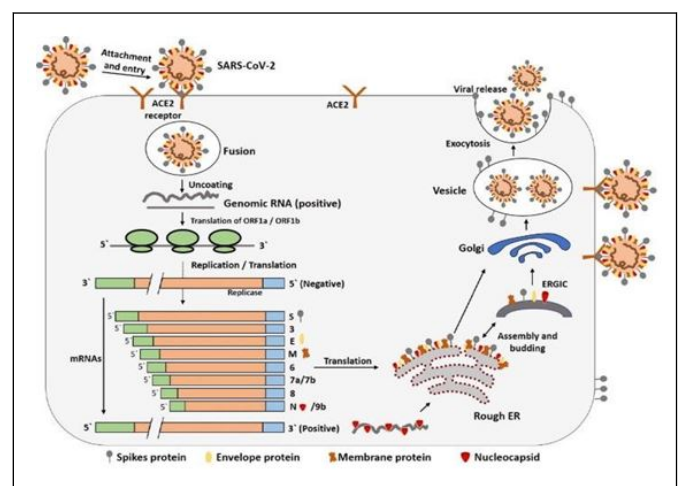 Attachment
and entry
SARS-CoV-2
ACE2
receptor
ACE2
Viral release
Exocytosis
Fusion
Uncoating
Genomic RNA (positive)
Translation of ORF1a / ORF1b
5` 3`
Replication / Translation
3` 5` (Negative)
Replicase
mRNAs
5` S
5` 3
5` E
5` M
5` 6
5` 7a/7b
5` 8
5` N /9b
5` 3` (Positive)
Translation
Vesicle
Golgi
ERGIC
Assembly and
budding
Rough ER
Spikes protein Envelope protein Membrane protein Nucleocapsid